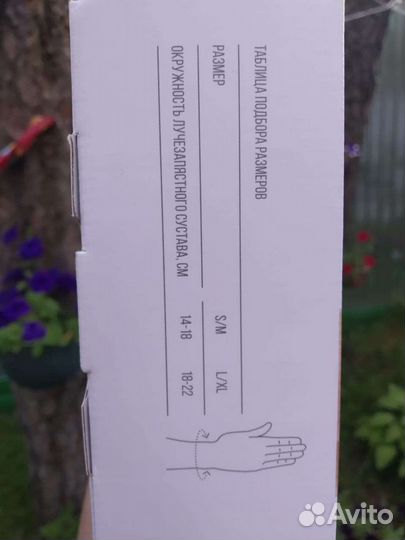 ТАБЛИЦА ПОДБОРА РАЗМЕРОВ
РАЗМЕР S/M L/XL
ОКРУЖНОСТЬ ЛУЧЕЗАПЯСТНОГО СУСТАВА, СМ 14-18 18-22
Avito